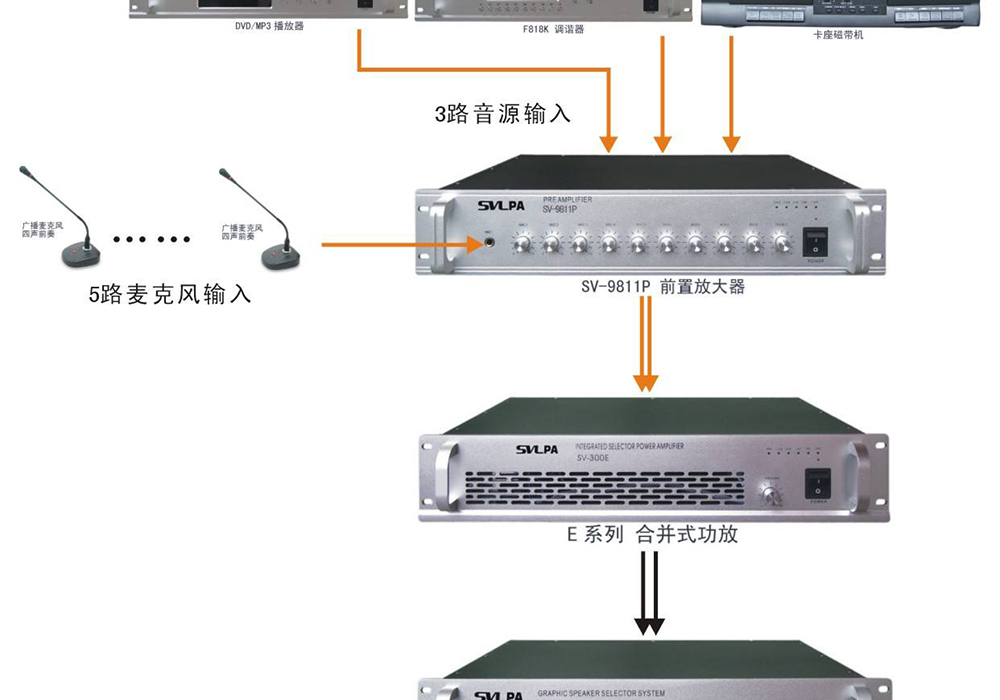 DVD/MP3 播放器
F818K 调谐器
卡座磁带机
3路音源输入
广播麦克风
四声前奏
广播麦克风
四声前奏
5路麦克风输入
SVLPA
PREAMPLIFIER
SV-9811P
POWER
SV-9811P 前置放大器
SVLPA
INTEGRATED SELECTOR POWER AMPLIFIER
SV-300E
POWER
E 系列 合并式功放
SVLPA
GRAPHIC SPEAKER SELECTOR SYSTEM